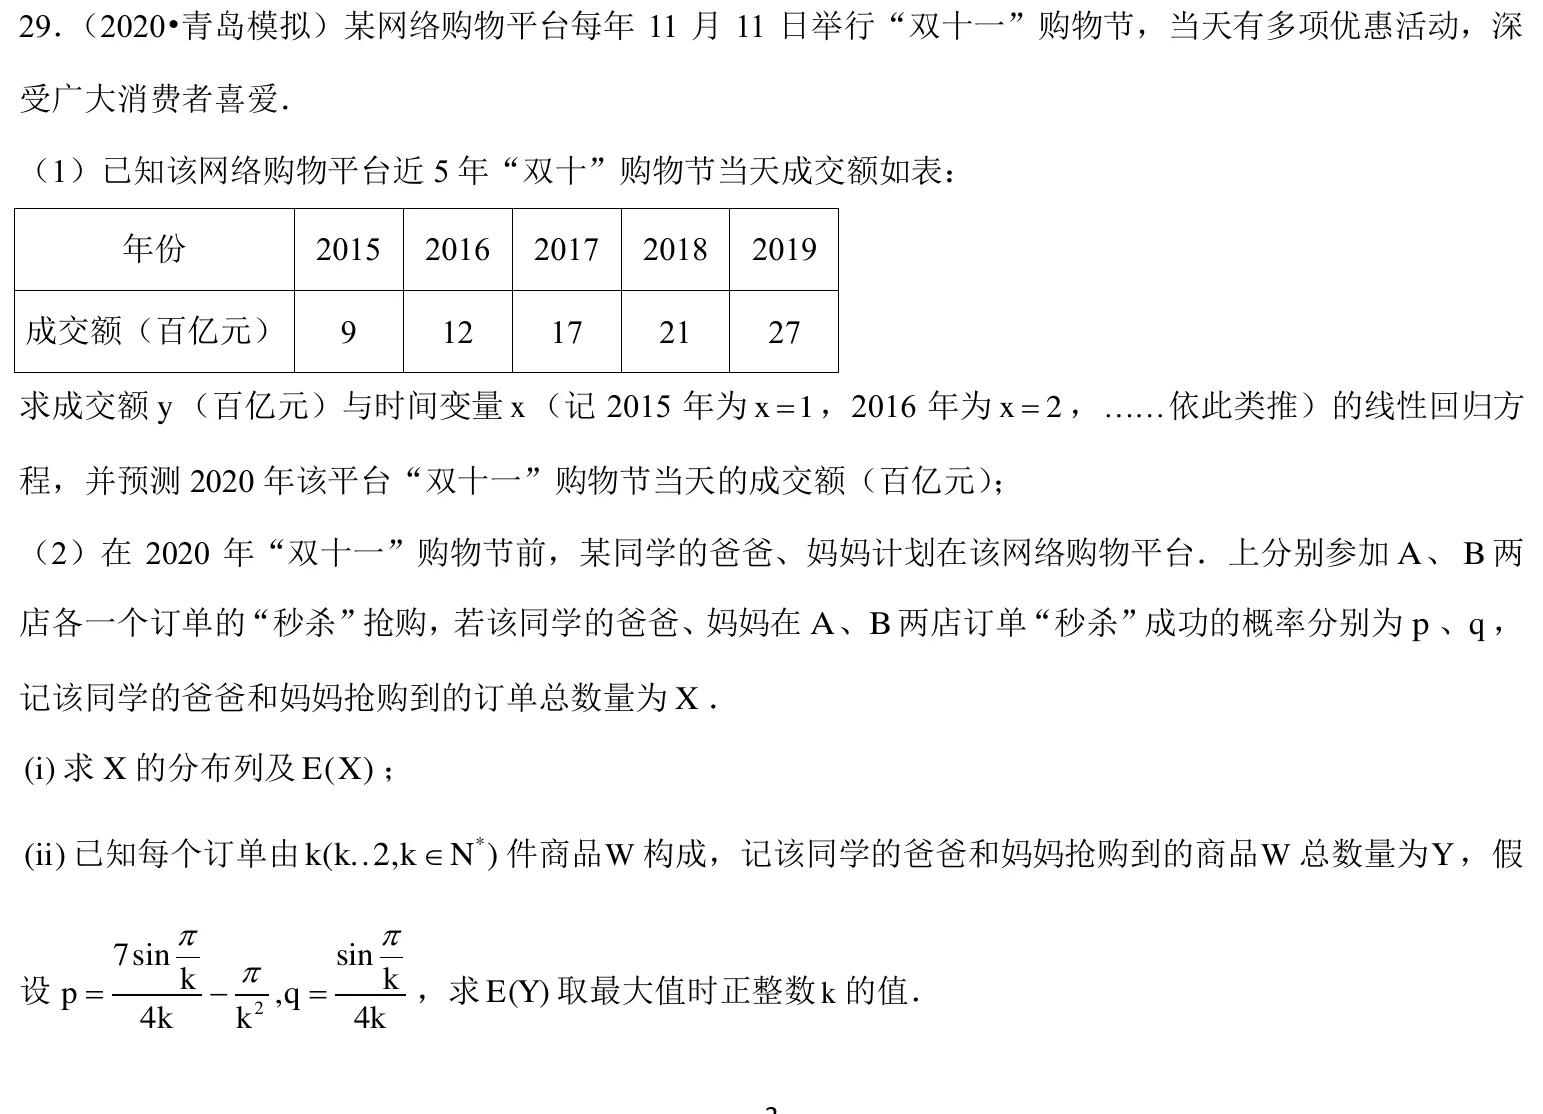 29．（2020•青岛模拟）某网络购物平台每年 11 月 11 日举行“双十一”购物节，当天有多项优惠活动，深
受广大消费者喜爱．
（1）已知该网络购物平台近 5 年“双十”购物节当天成交额如表：
年份 2015 2016 2017 2018 2019
成交额（百亿元） 9 12 17 21 27
求成交额 y （百亿元）与时间变量 x （记 2015 年为 x = 1，2016 年为 x = 2，……依此类推）的线性回归方
程，并预测 2020 年该平台“双十一”购物节当天的成交额（百亿元）；
（2）在 2020 年“双十一”购物节前，某同学的爸爸、妈妈计划在该网络购物平台．上分别参加 A、 B 两
店各一个订单的“秒杀”抢购，若该同学的爸爸、妈妈在 A、B 两店订单“秒杀”成功的概率分别为 p 、q，
记该同学的爸爸和妈妈抢购到的订单总数量为 X ．
(i) 求 X 的分布列及 E(X)；
(ii) 已知每个订单由 k(k‥2,k ∈ N*) 件商品W 构成，记该同学的爸爸和妈妈抢购到的商品W 总数量为Y，假
设 p = \frac{7\sin\frac{π}{k}}{4k} − \frac{π}{k^2}, q = \frac{\sin\frac{π}{k}}{4k}，求 E(Y) 取最大值时正整数 k 的值．